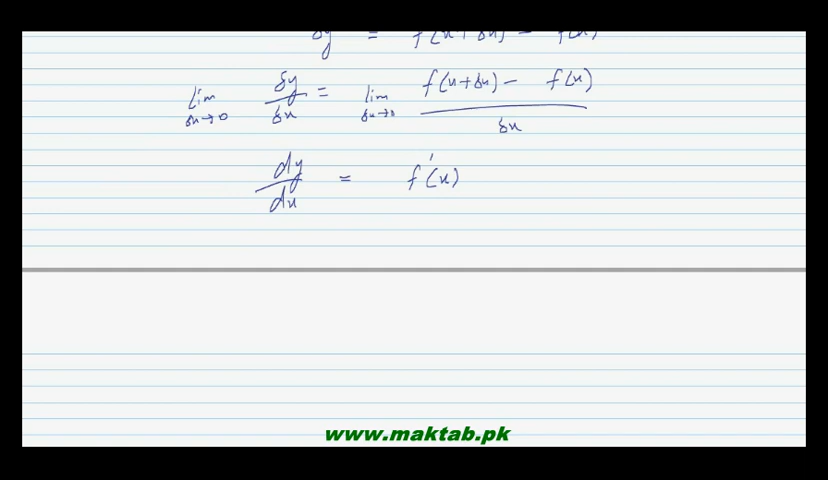 δy = f(x+δx) - f(x)
lim δx→0 δy/δx = lim δx→0 f(x+δx) - f(x) / δx
dy/dx = f'(x)
www.maktab.pk